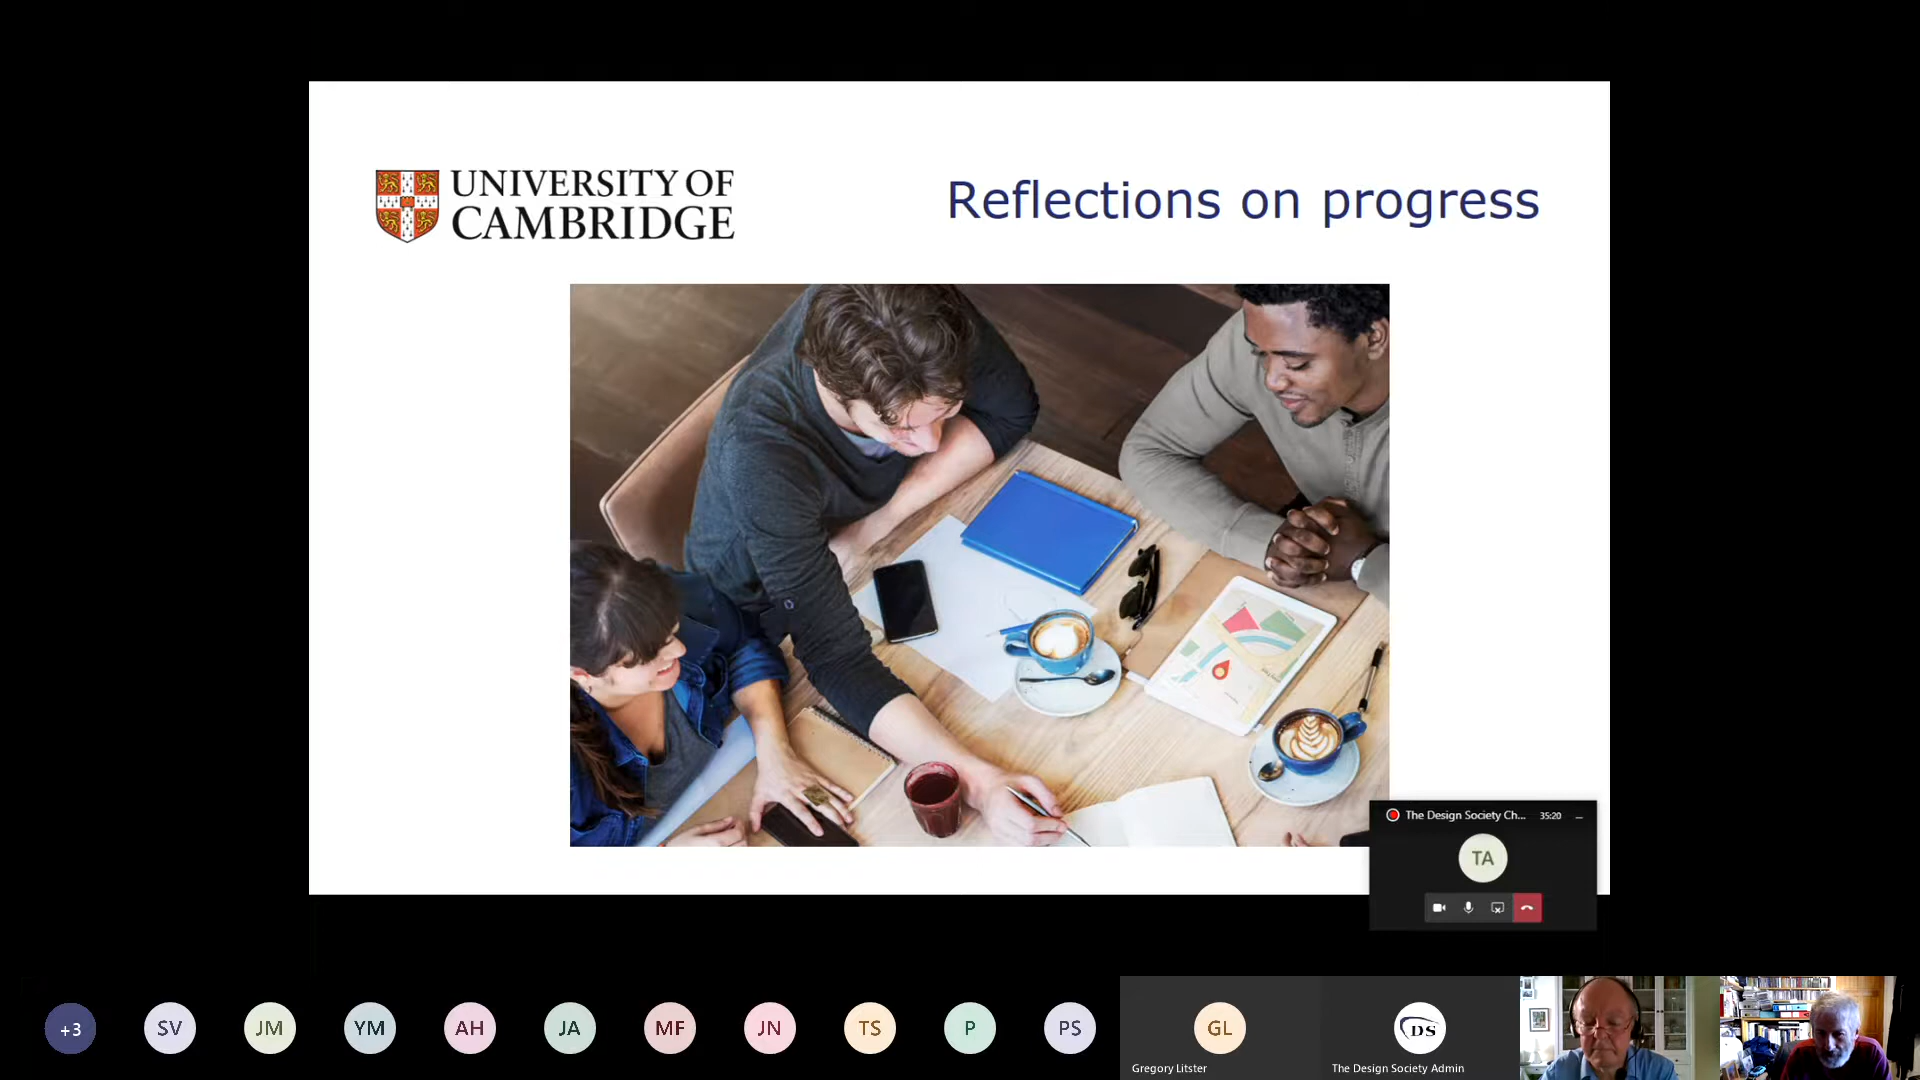 UNIVERSITY OF
CAMBRIDGE
Reflections on progress
The Design Society Ch...
35:20
TA
+3
SV
JM
YM
AH
JA
MF
JN
TS
P
PS
GL
Gregory Litster
DS
The Design Society Admin